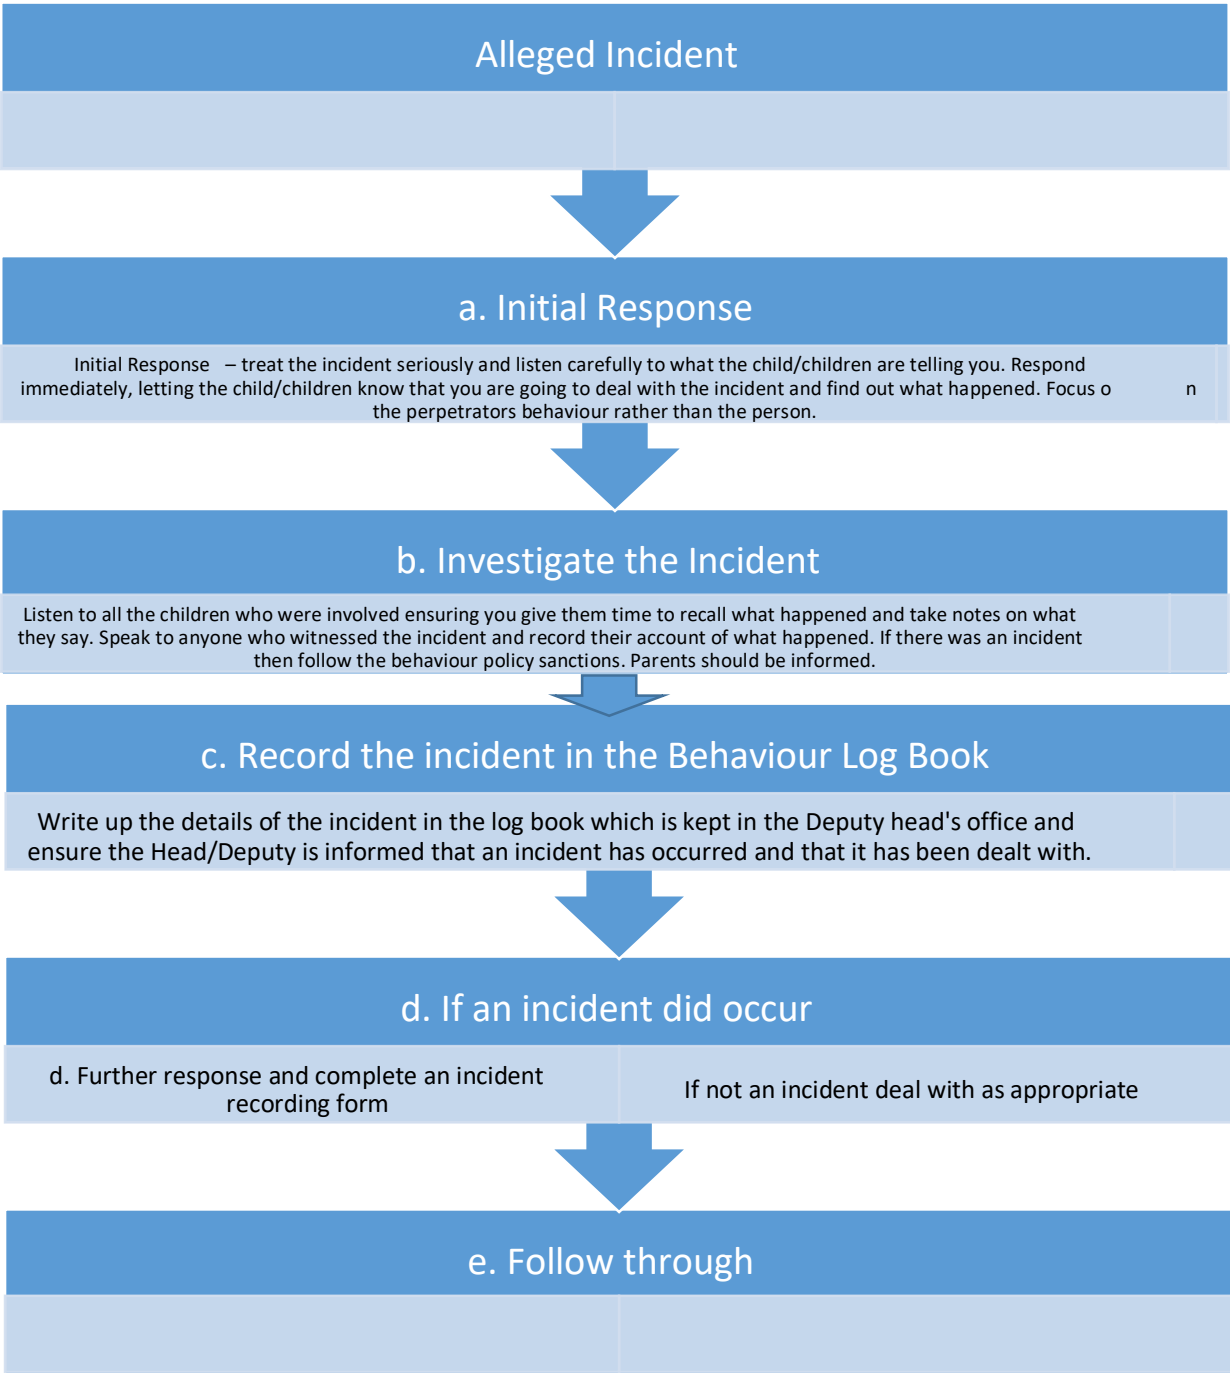 Alleged Incident
a. Initial Response
Initial Response – treat the incident seriously and listen carefully to what the child/children are telling you. Respond
immediately, letting the child/children know that you are going to deal with the incident and find out what happened. Focus o n
the perpetrators behaviour rather than the person.
b. Investigate the Incident
Listen to all the children who were involved ensuring you give them time to recall what happened and take notes on what
they say. Speak to anyone who witnessed the incident and record their account of what happened. If there was an incident
then follow the behaviour policy sanctions. Parents should be informed.
c. Record the incident in the Behaviour Log Book
Write up the details of the incident in the log book which is kept in the Deputy head's office and
ensure the Head/Deputy is informed that an incident has occurred and that it has been dealt with.
d. If an incident did occur
d. Further response and complete an incident
recording form
If not an incident deal with as appropriate
e. Follow through